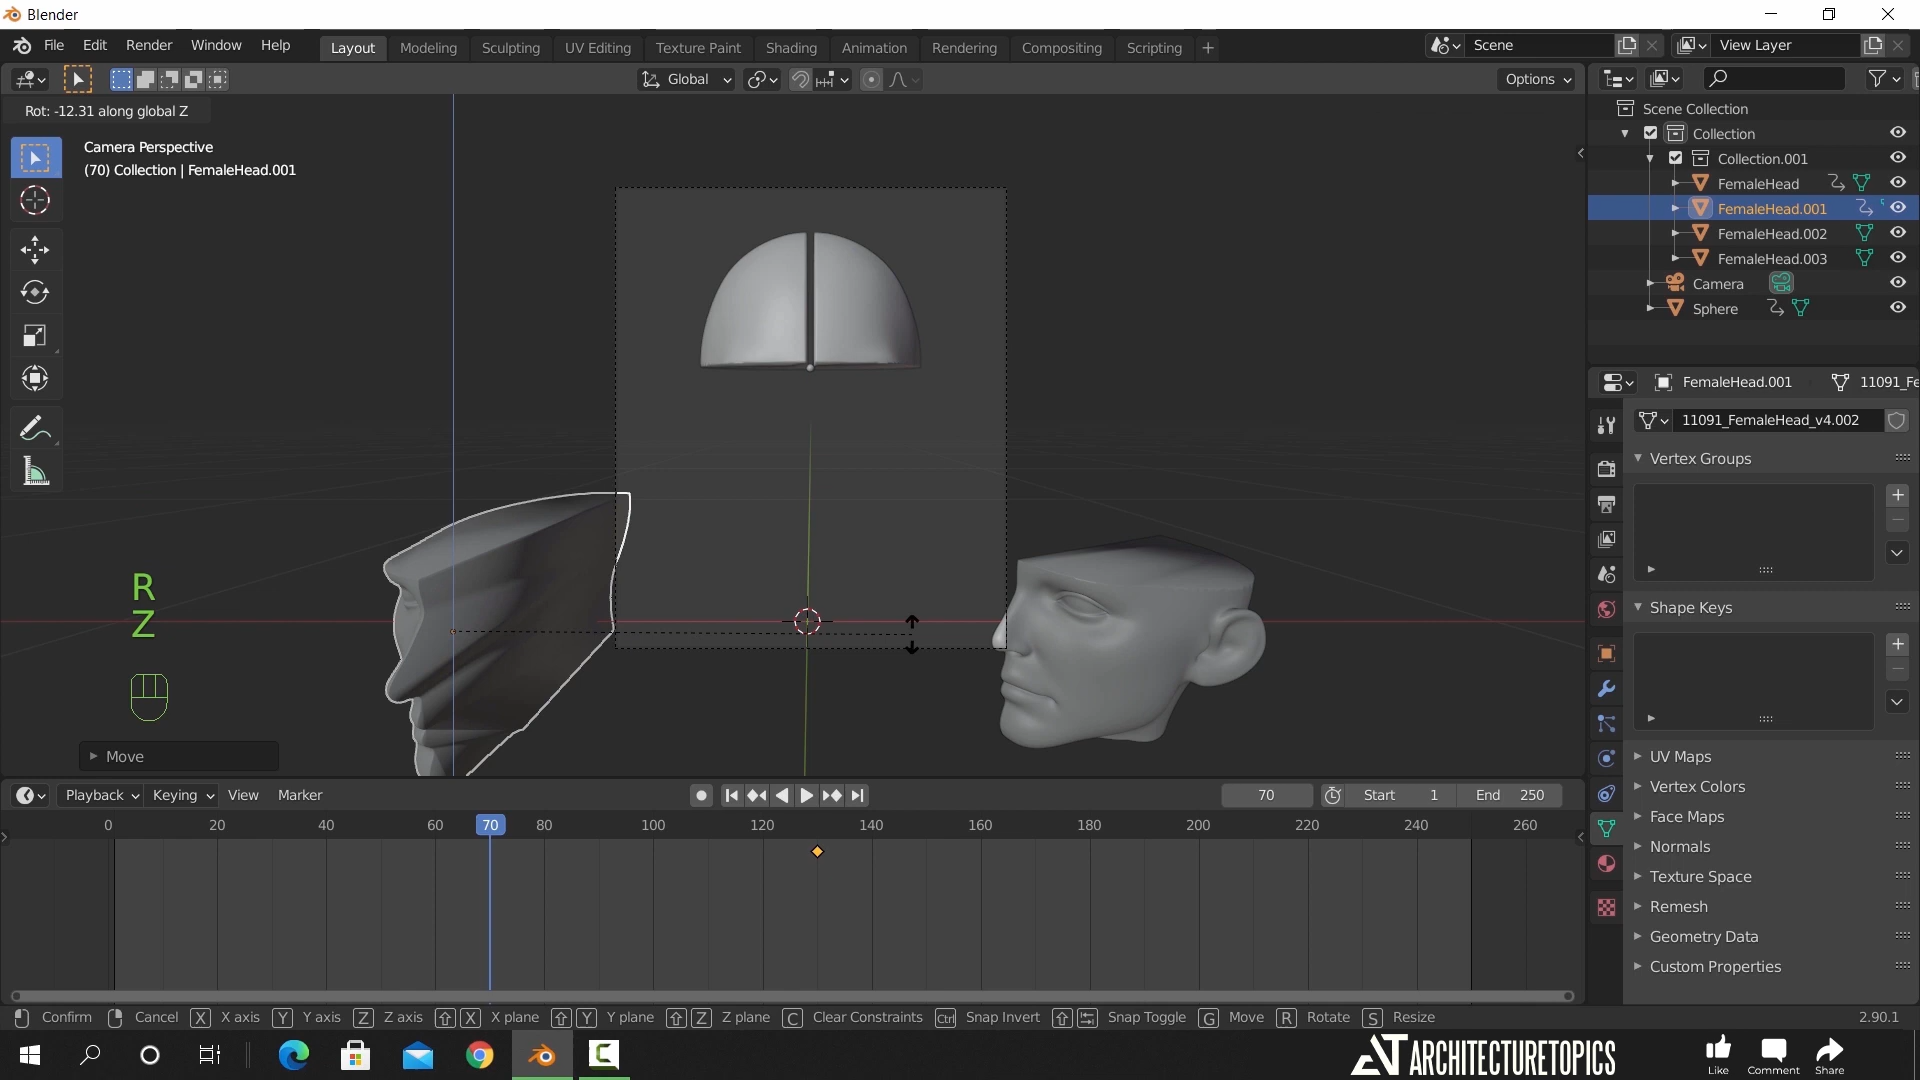 Blender
File Edit Render Window Help Layout Modeling Sculpting UV Editing Texture Paint Shading Animation Rendering Compositing Scripting + Scene View Layer
Global Options
Rot: -12.31 along global Z
Camera Perspective
(70) Collection | FemaleHead.001
R
Z
Move
Scene Collection
Collection
Collection.001
FemaleHead
FemaleHead.001
FemaleHead.002
FemaleHead.003
Camera
Sphere
FemaleHead.001 11091_Fe
11091_FemaleHead_v4.002
Vertex Groups
Shape Keys
UV Maps
Vertex Colors
Face Maps
Normals
Texture Space
Remesh
Geometry Data
Custom Properties
Playback Keying View Marker 70 Start 1 End 250
0 20 40 60 70 80 100 120 140 160 180 200 220 240 260
Confirm Cancel X X axis Y Y axis Z Z axis X X plane Y Y plane Z Z plane C Clear Constraints Ctrl Snap Invert Snap Toggle G Move R Rotate S Resize 2.90.1
ARCHITECTURETOPICS
Like Comment Share